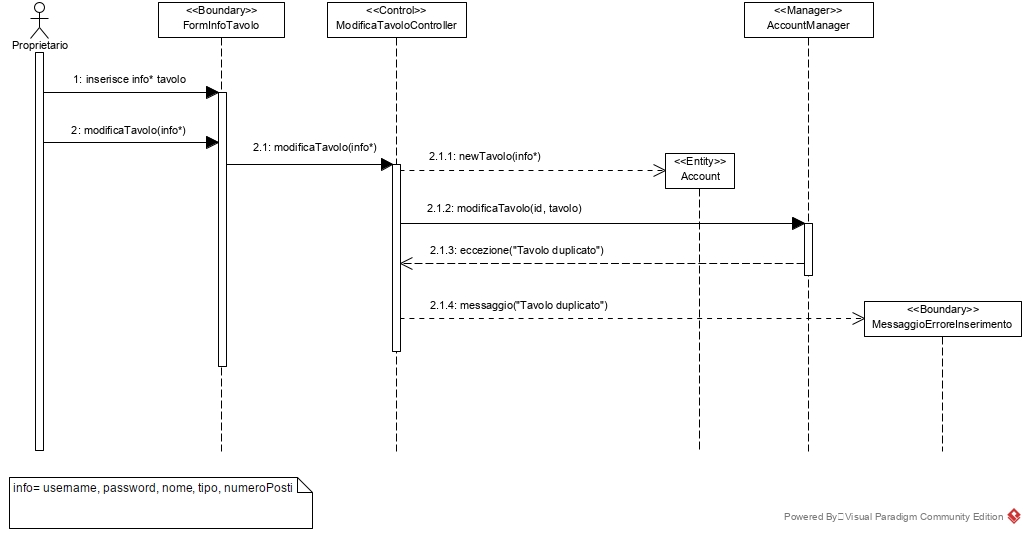 <<Boundary>>
FormInfoTavolo
<<Control>>
ModificaTavoloController
<<Manager>>
AccountManager
Proprietario
1: inserisce info* tavolo
2: modificaTavolo(info*)
2.1: modificaTavolo(info*)
2.1.1: newTavolo(info*)
<<Entity>>
Account
2.1.2: modificaTavolo(id, tavolo)
2.1.3: eccezione("Tavolo duplicato")
2.1.4: messaggio("Tavolo duplicato")
<<Boundary>>
MessaggioErroreInserimento
info= username, password, nome, tipo, numeroPosti
Powered By Visual Paradigm Community Edition